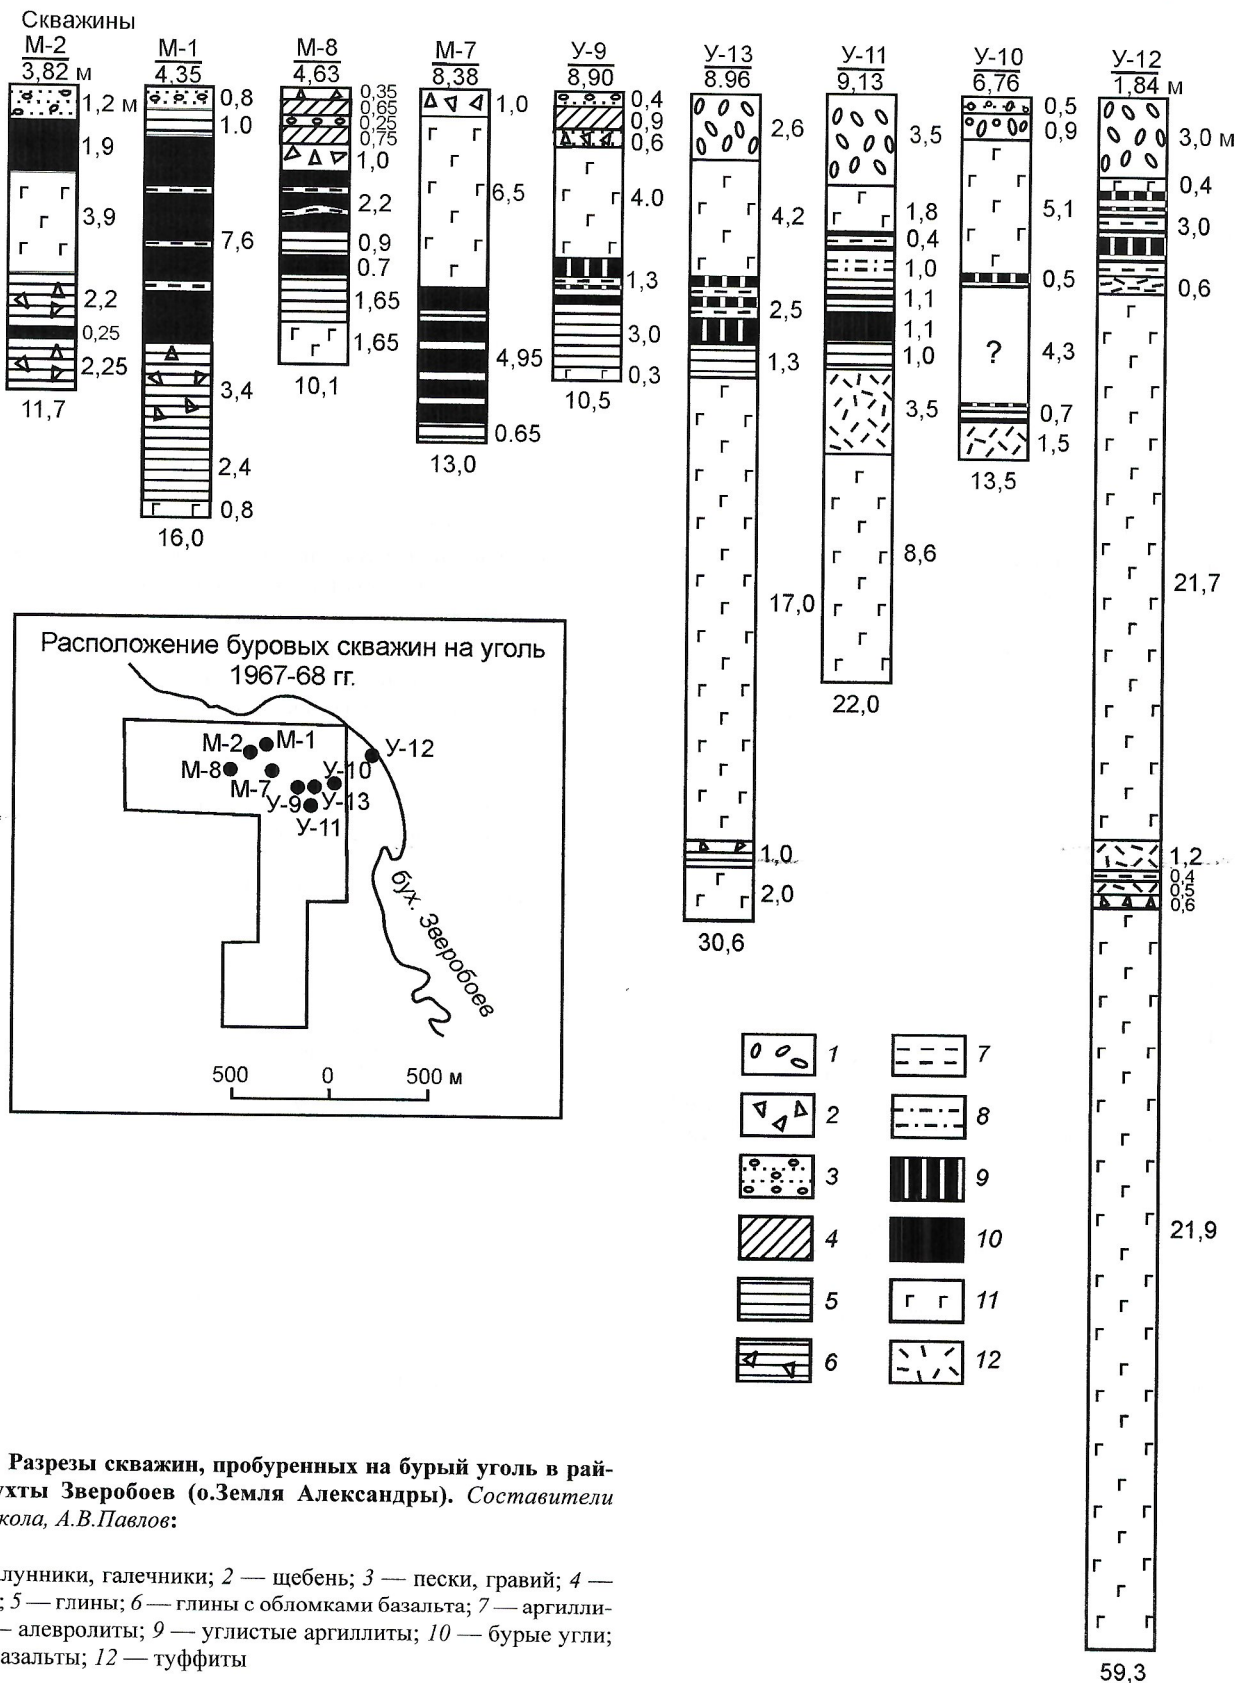 Скважины
М-2
3,82 м
1,2 м
1,9
3,9
2,2
0,25
2,25
11,7
М-1
4,35
0,8
1.0
7,6
3,4
2,4
0,8
16,0
М-8
4,63
0,35
0,65
0,25
0,75
1,0
2,2
0,9
0.7
1,65
1,65
10,1
М-7
8,38
1,0
6,5
4,95
0.65
13,0
У-9
8,90
0,4
0,9
0,6
4.0
1,3
3,0
0,3
10,5
У-13
8.96
2,6
4,2
2,5
1,3
17,0
1,0
2,0
30,6
У-11
9,13
3,5
1,8
0,4
1,0
1,1
1,1
1,0
3,5
8,6
22,0
У-10
6,76
0,5
0,9
5,1
0,5
?
4,3
0,7
1,5
13,5
У-12
1,84 м
3,0 м
0,4
3,0
0,6
21,7
1,2
0,4
0,5
0,6
21,9
59,3
Расположение буровых скважин на уголь
1967-68 гг.
М-2
М-1
У-12
М-8
М-7
У-10
У-9
У-13
У-11
бух. Зверобоев
500 0 500 м
1
2
3
4
5
6
7
8
9
10
11
12
Разрезы скважин, пробуренных на бурый уголь в рай-
ухты Зверобоев (о.Земля Александры). Составители
кола, А.В.Павлов:
лунники, галечники; 2 — щебень; 3 — пески, гравий; 4 —
; 5 — глины; 6 — глины с обломками базальта; 7 — аргилли-
– алевролиты; 9 — углистые аргиллиты; 10 — бурые угли;
азальты; 12 — туффиты